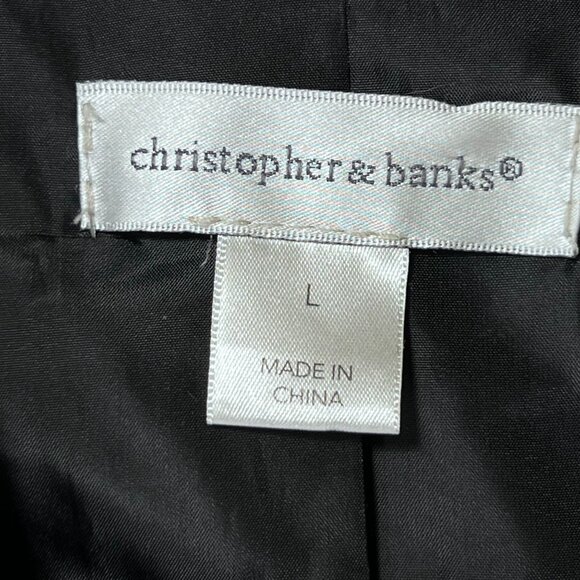 christopher & banks®
L
MADE IN
CHINA